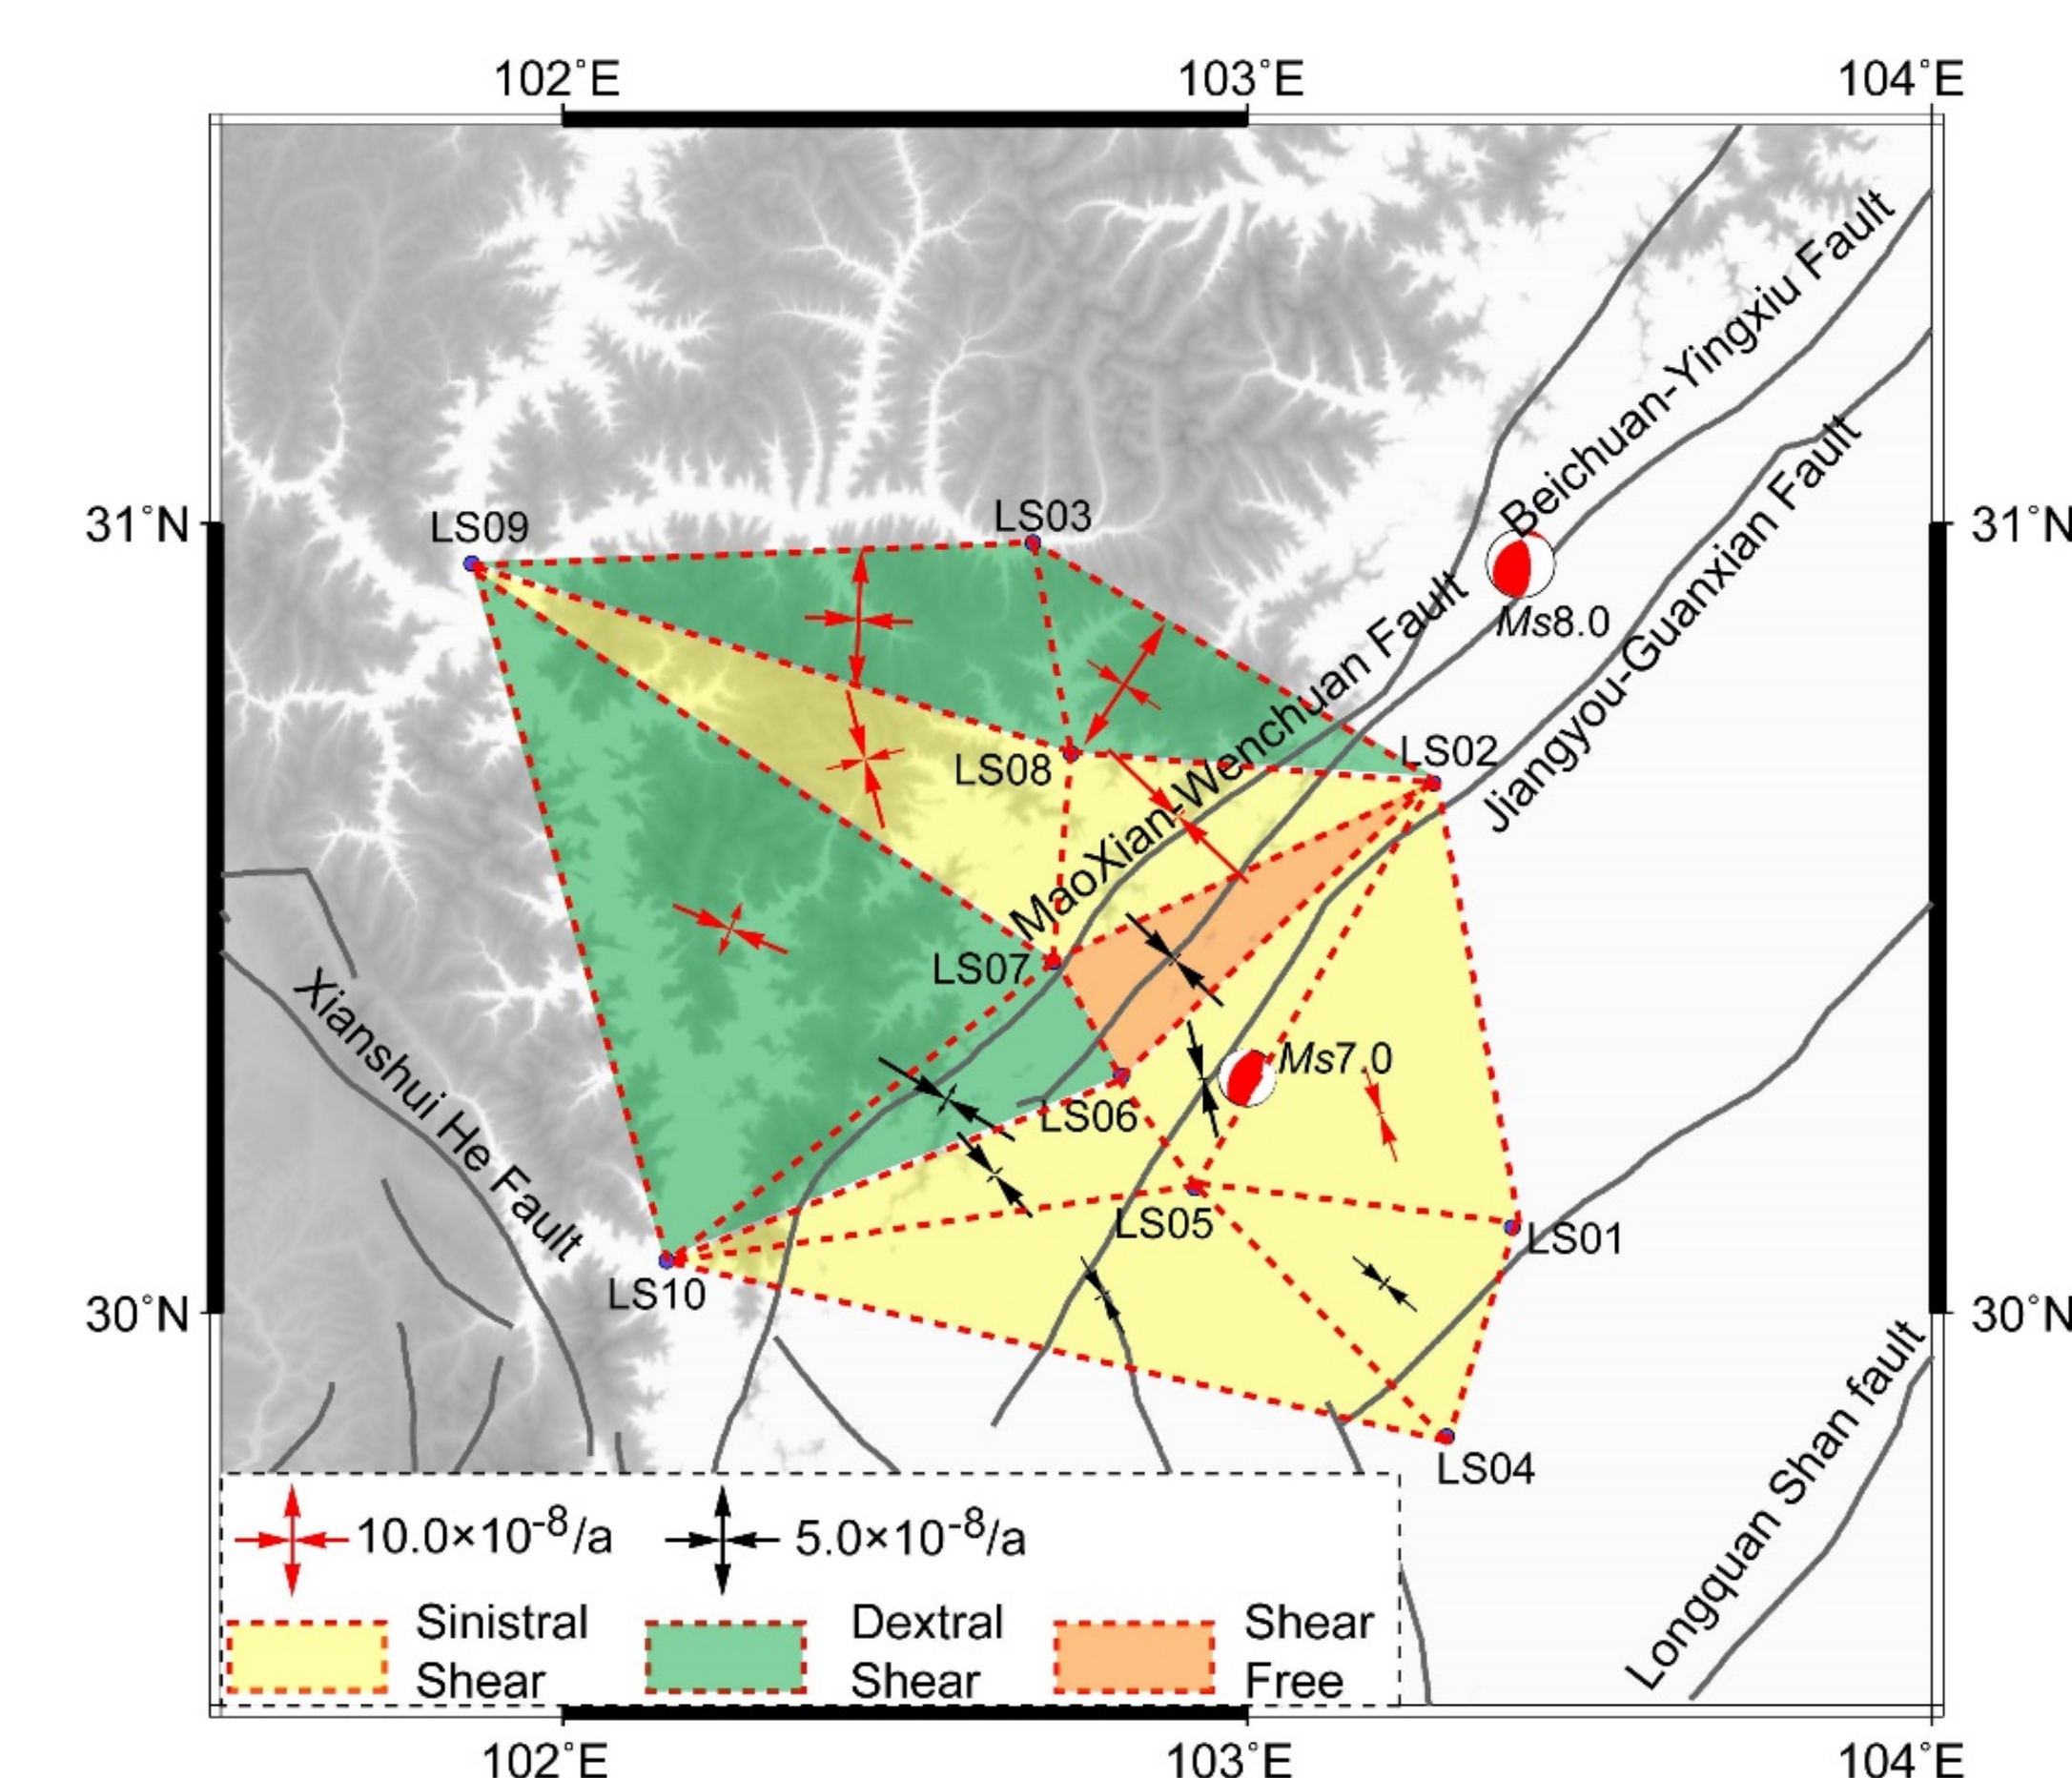 102°E
103°E
104°E
Beichuan-Yingxiu Fault
31°N
31°N
LS09
LS03
Ms8.0
MaoXian-Wenchuan Fault
Jiangyou-Guanxian Fault
LS08
LS02
LS07
Xianshui He Fault
Ms7.0
LS06
LS05
LS01
LS10
30°N
30°N
LS04
Longquan Shan fault
10.0×10⁻⁸/a
5.0×10⁻⁸/a
Sinistral
Shear
Dextral
Shear
Shear
Free
102°E
103°E
104°E